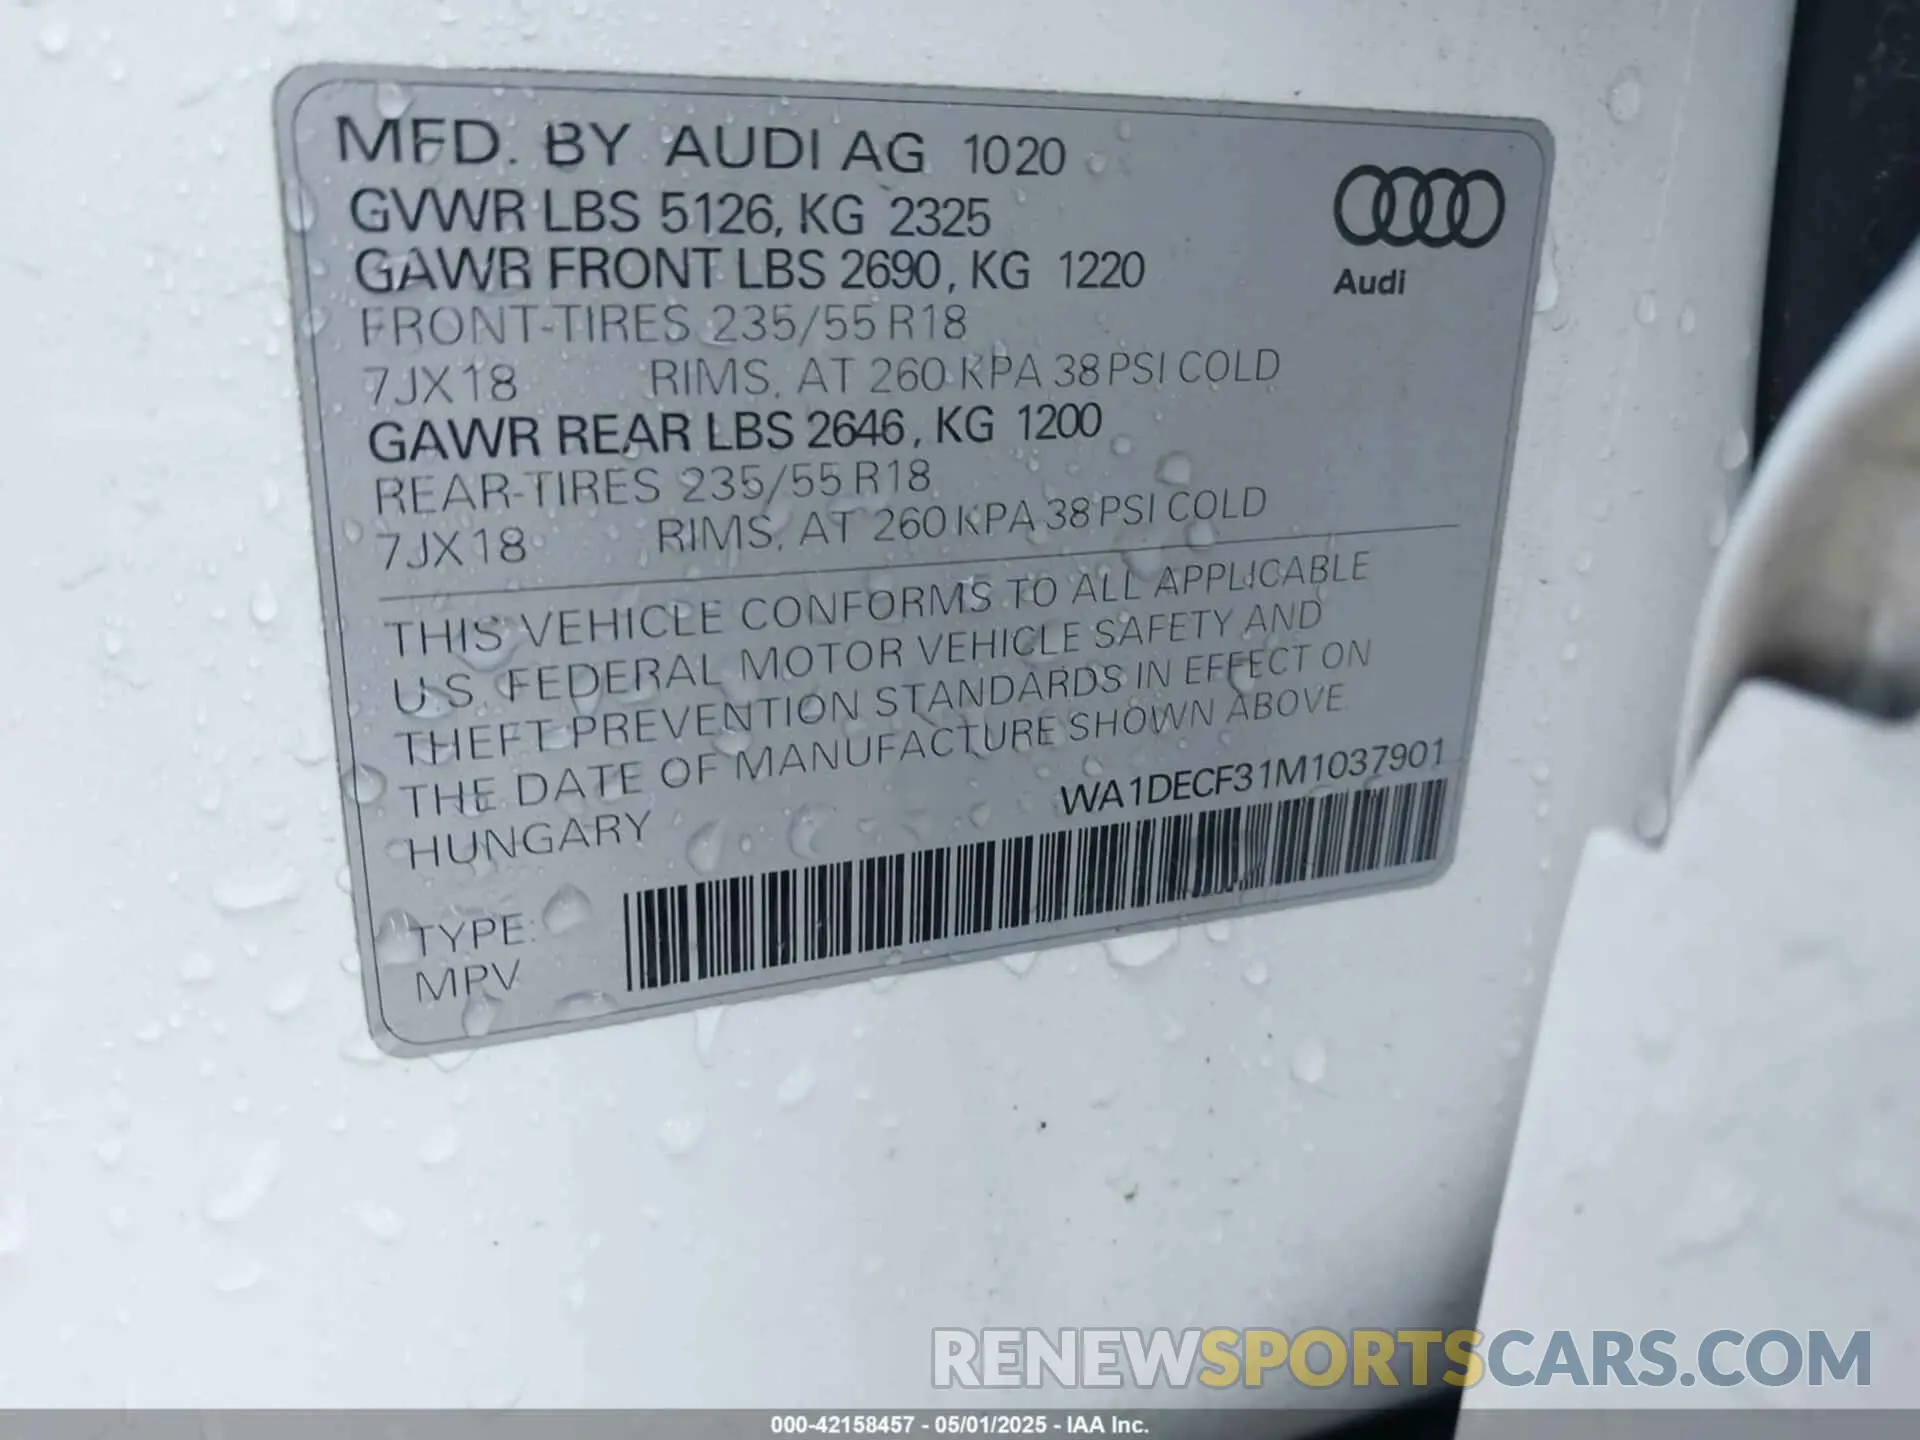 MFD. BY AUDI AG 1020
GVWR LBS 5126, KG 2325
GAWR FRONT LBS 2690, KG 1220
FRONT-TIRES 235/55 R18
7JX18 RIMS, AT 260 KPA 38 PSI COLD
GAWR REAR LBS 2646, KG 1200
REAR-TIRES 235/55 R18
7JX18 RIMS, AT 260 KPA 38 PSI COLD
Audi
THIS VEHICLE CONFORMS TO ALL APPLICABLE
U.S. FEDERAL MOTOR VEHICLE SAFETY AND
THEFT PREVENTION STANDARDS IN EFFECT ON
THE DATE OF MANUFACTURE SHOWN ABOVE.
HUNGARY
WA1DECF31M1037901
TYPE:
MPV
RENEWSPORTSCARS.COM
000-42158457 - 05/01/2025 - IAA Inc.